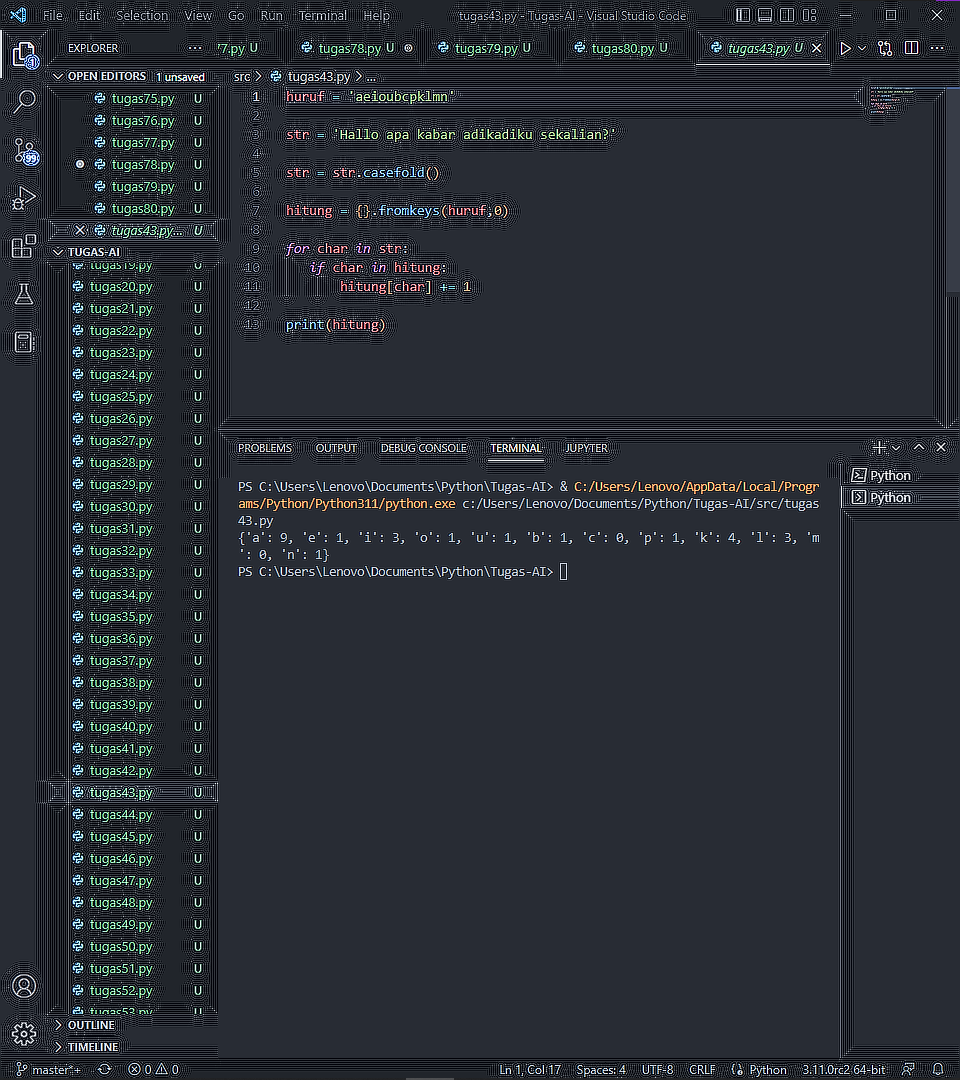 File Edit Selection View Go Run Terminal Help tugas43.py - Tugas-AI - Visual Studio Code
EXPLORER ...
77.py U tugas78.py U tugas79.py U tugas80.py U tugas43.py U
OPEN EDITORS 1 unsaved
tugas75.py U
tugas76.py U
tugas77.py U
tugas78.py U
tugas79.py U
tugas80.py U
tugas43.py... U
TUGAS-AI
tugas19.py U
tugas20.py U
tugas21.py U
tugas22.py U
tugas23.py U
tugas24.py U
tugas25.py U
tugas26.py U
tugas27.py U
tugas28.py U
tugas29.py U
tugas30.py U
tugas31.py U
tugas32.py U
tugas33.py U
tugas34.py U
tugas35.py U
tugas36.py U
tugas37.py U
tugas38.py U
tugas39.py U
tugas40.py U
tugas41.py U
tugas42.py U
tugas43.py U
tugas44.py U
tugas45.py U
tugas46.py U
tugas47.py U
tugas48.py U
tugas49.py U
tugas50.py U
tugas51.py U
tugas52.py U
tugas53.py U
OUTLINE
TIMELINE
src > tugas43.py > ...
1 huruf = 'aeioubcpklmn'
2
3 str = 'Hallo apa kabar adikadiku sekalian?'
4
5 str = str.casefold()
6
7 hitung = {}.fromkeys(huruf,0)
8
9 for char in str:
10 if char in hitung:
11 hitung[char] += 1
12
13 print(hitung)
PROBLEMS OUTPUT DEBUG CONSOLE TERMINAL JUPYTER
PS C:\Users\Lenovo\Documents\Python\Tugas-AI> & C:/Users/Lenovo/AppData/Local/Progr
ams/Python/Python311/python.exe c:/Users/Lenovo/Documents/Python/Tugas-AI/src/tugas
43.py
{'a': 9, 'e': 1, 'i': 3, 'o': 1, 'u': 1, 'b': 1, 'c': 0, 'p': 1, 'k': 4, 'l': 3, 'm
': 0, 'n': 1}
PS C:\Users\Lenovo\Documents\Python\Tugas-AI>
Python
Python
1
99
master*+ 0 0 Ln 1, Col 17 Spaces: 4 UTF-8 CRLF Python 3.11.0rc2 64-bit